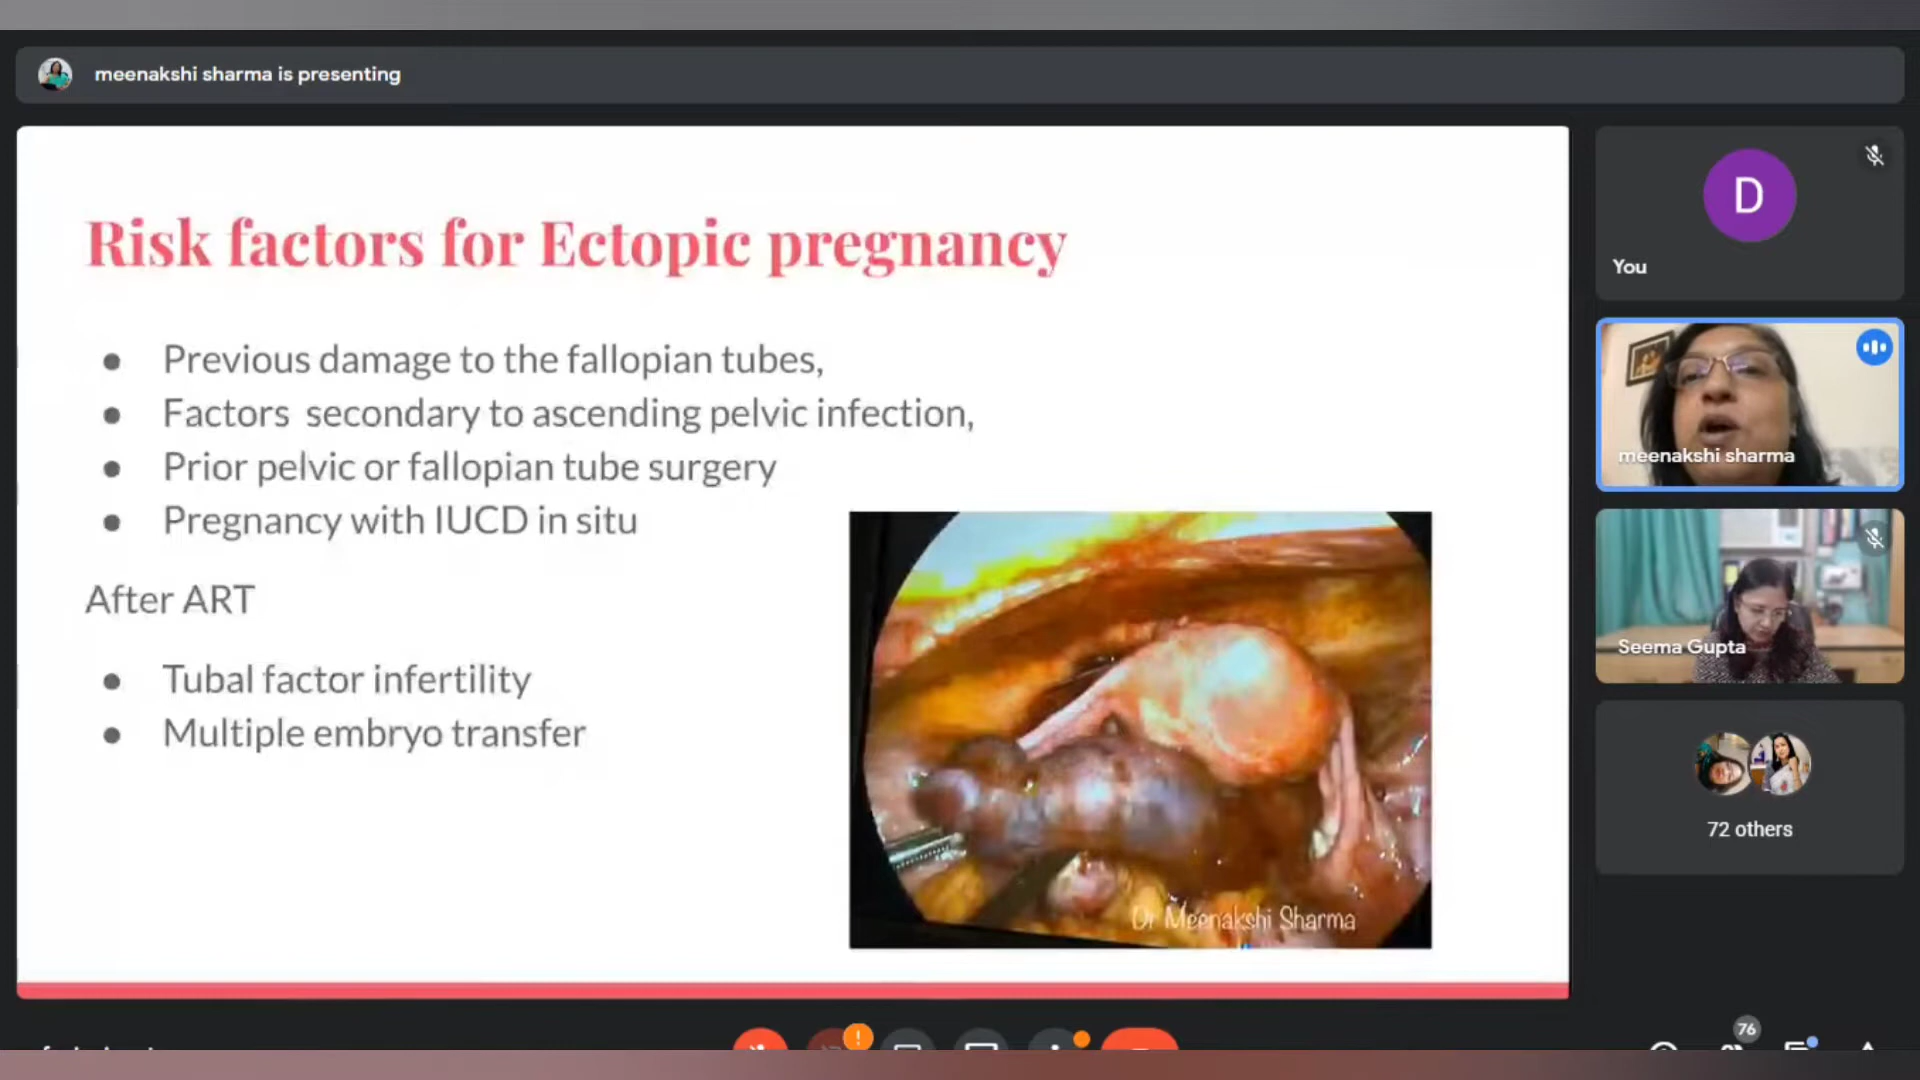 meenakshi sharma is presenting
Risk factors for Ectopic pregnancy
● Previous damage to the fallopian tubes,
● Factors secondary to ascending pelvic infection,
● Prior pelvic or fallopian tube surgery
● Pregnancy with IUCD in situ
After ART
● Tubal factor infertility
● Multiple embryo transfer
Dr Meenakshi Sharma
D
You
meenakshi sharma
Seema Gupta
72 others
76